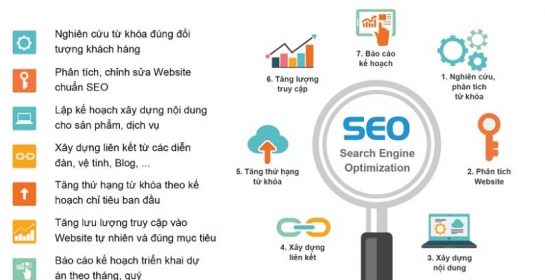 Nghiên cứu từ khóa đúng đối
tượng khách hàng
Phân tích, chỉnh sửa Website
chuẩn SEO
Lập kế hoạch xây dựng nội dung
cho sản phẩm, dịch vụ
Xây dựng liên kết từ các diễn
đàn, vệ tinh, Blog, ...
Tăng thứ hạng từ khóa theo kế
hoạch chỉ tiêu ban đầu
Tăng lưu lượng truy cập vào
Website tự nhiên và đúng mục tiêu
Báo cáo kế hoạch triển khai dự
án theo tháng, quý
SEO
Search Engine
Optimization
1. Nghiên cứu,
phân tích
từ khóa
2. Phân tích
Website
3. Xây dựng
nội dung
4. Xây dựng
liên kết
5. Tăng thứ hạng
từ khóa
6. Tăng lượng
truy cập
7. Báo cáo
kế hoạch